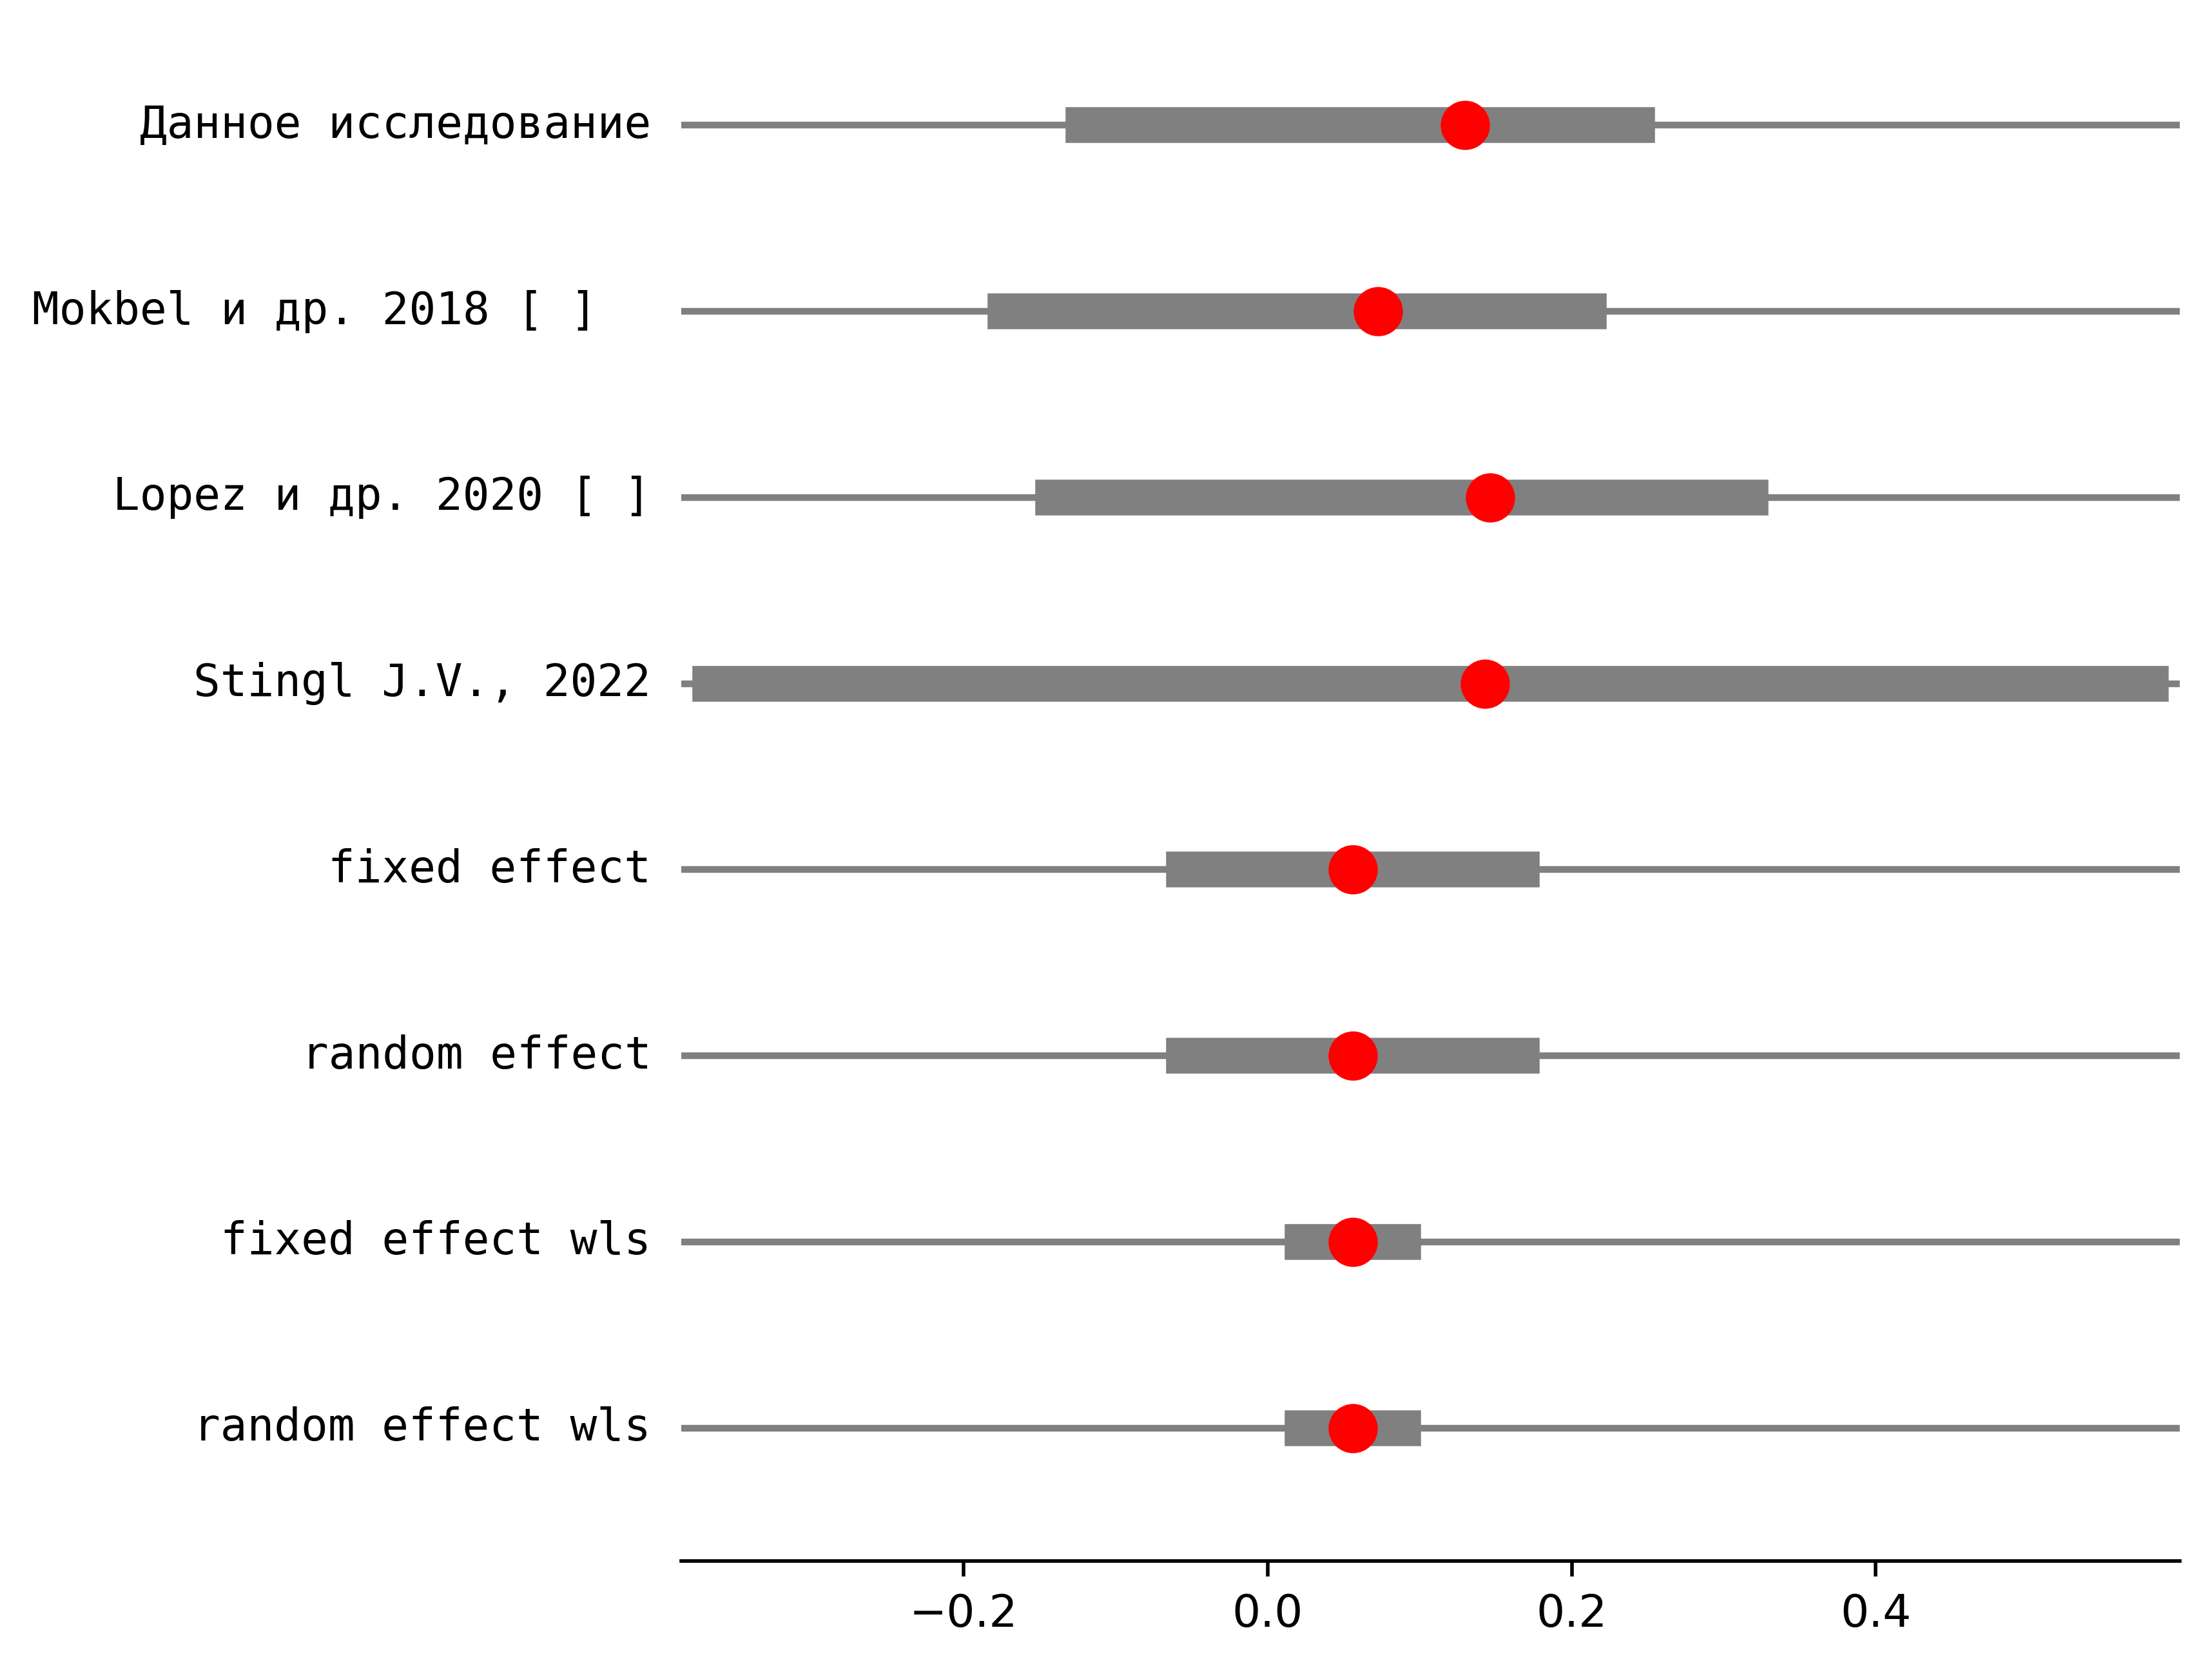 Данное исследование
Mokbel и др. 2018 [ ]
Lopez и др. 2020 [ ]
Stingl J.V., 2022
fixed effect
random effect
fixed effect wls
random effect wls
−0.2 0.0 0.2 0.4